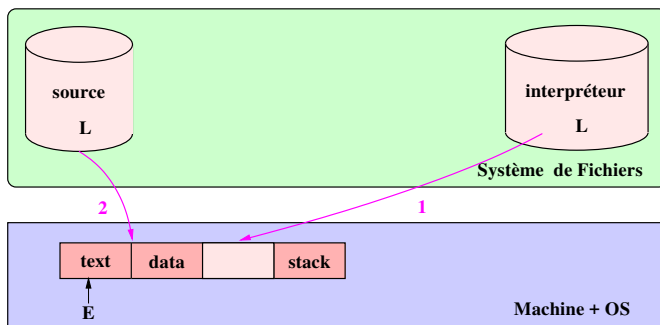 source
L
interpréteur
L
Système de Fichiers
2
1
text data stack
E
Machine + OS